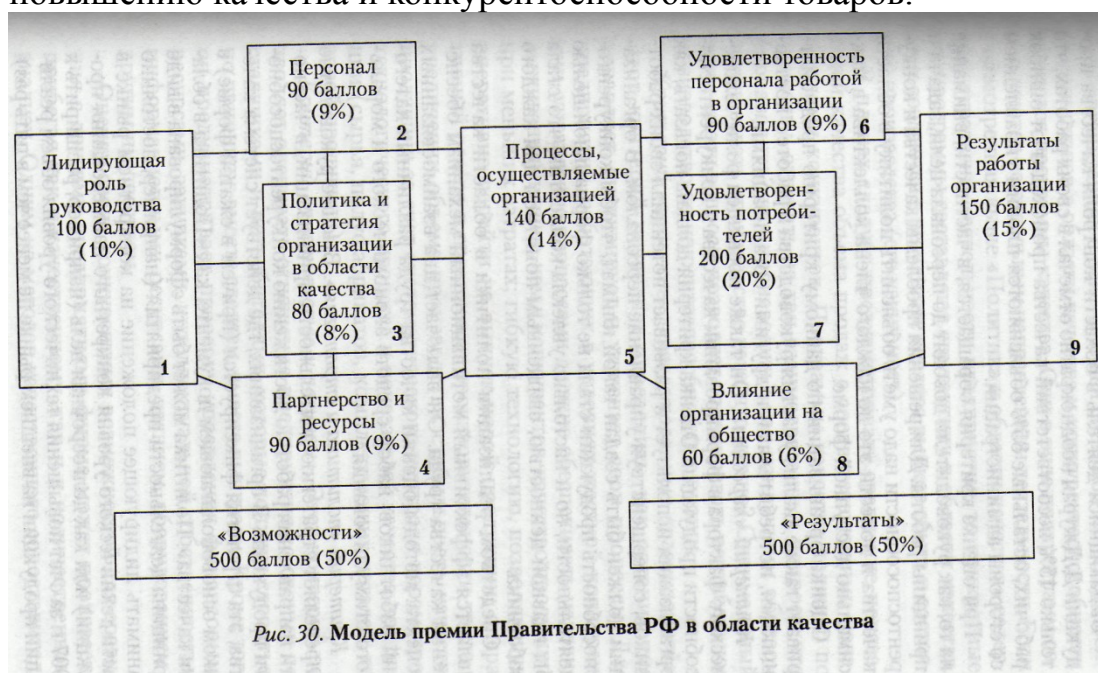 повышению качества и конкурентоспособности товаров.
Персонал
90 баллов
(9%)
2
Удовлетворенность
персонала работой
в организации
90 баллов (9%)
6
Лидирующая
роль
руководства
100 баллов
(10%)
1
Политика и
стратегия
организации
в области
качества
80 баллов
(8%)
3
Процессы,
осуществляемые
организацией
140 баллов
(14%)
5
Удовлетворен-
ность потреби-
телей
200 баллов
(20%)
7
Результаты
работы
организации
150 баллов
(15%)
9
Партнерство и
ресурсы
90 баллов (9%)
4
Влияние
организации на
общество
60 баллов (6%)
8
«Возможности»
500 баллов (50%)
«Результаты»
500 баллов (50%)
Рис. 30. Модель премии Правительства РФ в области качества